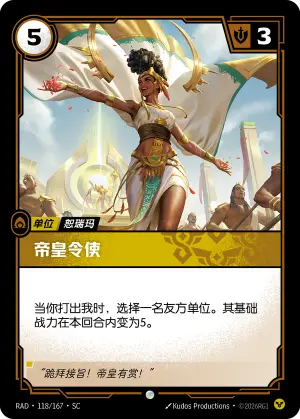 5
3
单位
恕瑞玛
帝皇令使
当你打出我时，选择一名友方单位。其基础
战力在本回合内变为5。
“跪拜接旨！帝皇有赏！”
RAD • 118/167 • SC
Kudos Productions • ©2026RGI